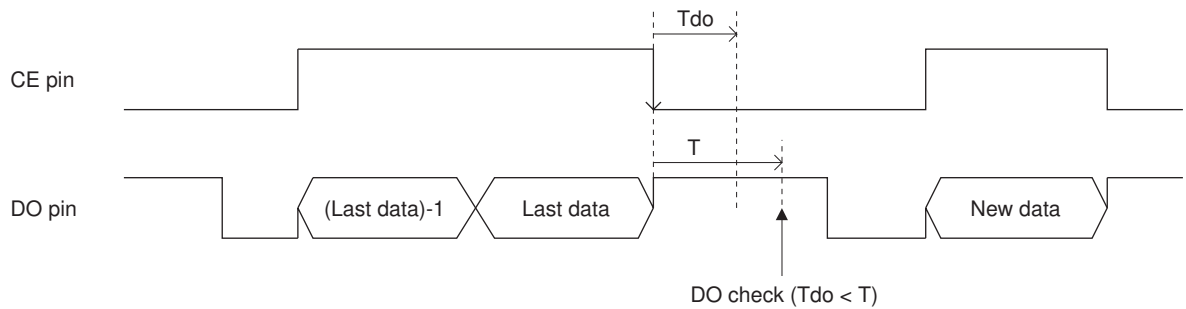 Tdo
CE pin
T
DO pin
(Last data)-1
Last data
New data
DO check (Tdo < T)